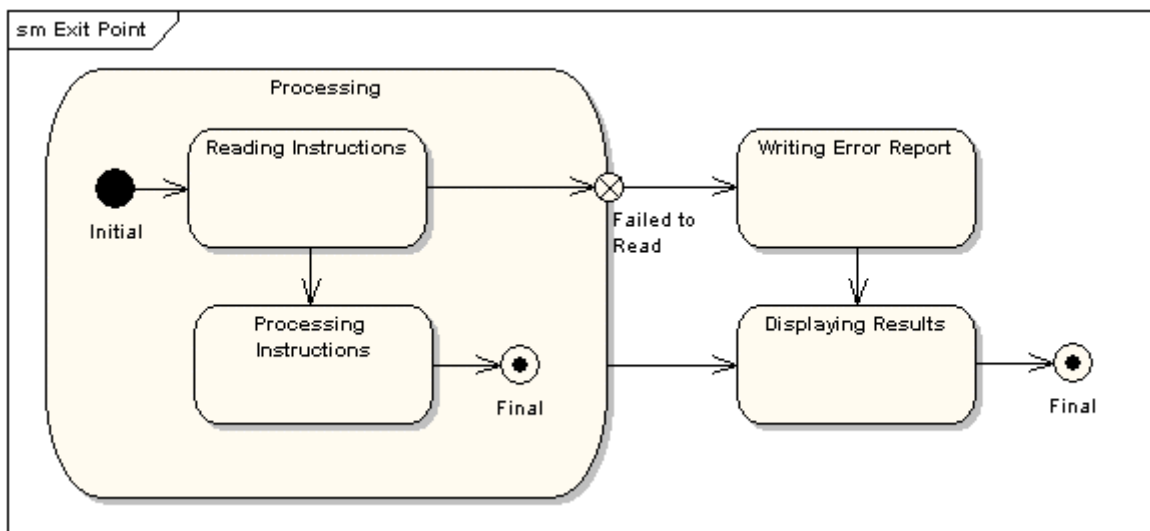 sm Exit Point
Processing
Reading Instructions
Writing Error Report
Initial
Failed to
Read
Processing
Instructions
Displaying Results
Final
Final